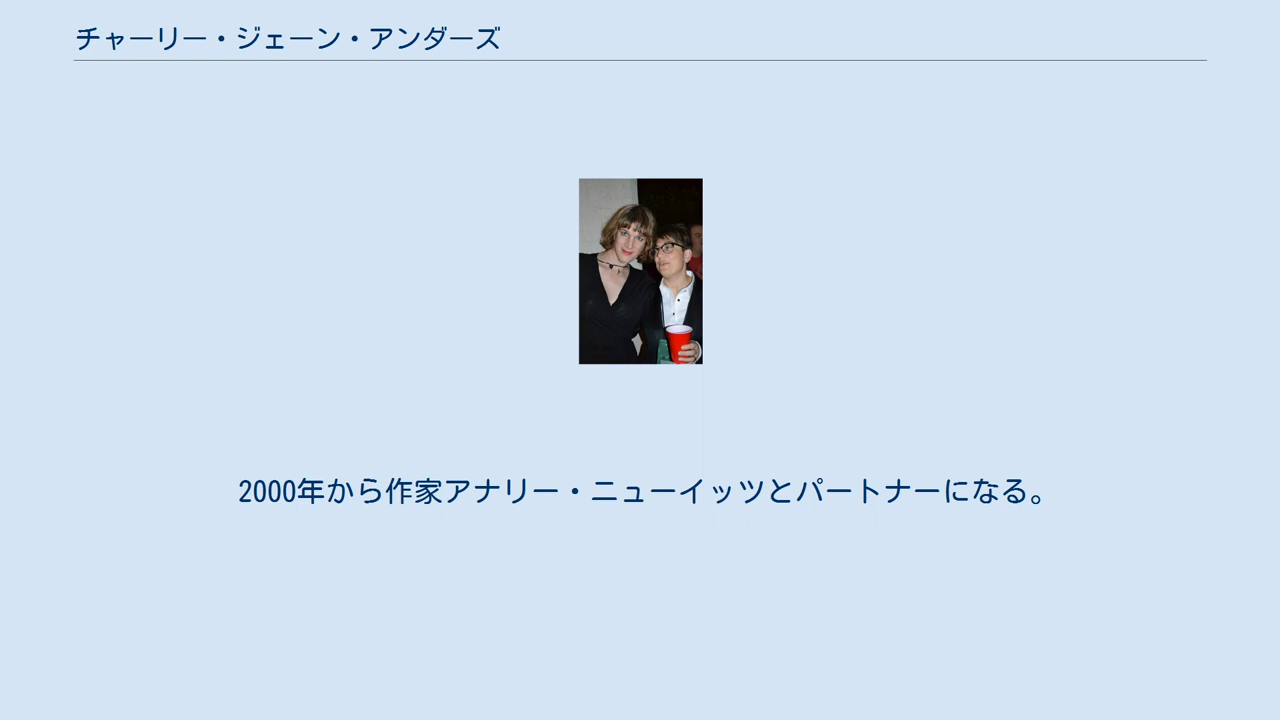 チャーリー・ジェーン・アンダーズ
2000年から作家アナリー・ニューイッツとパートナーになる。